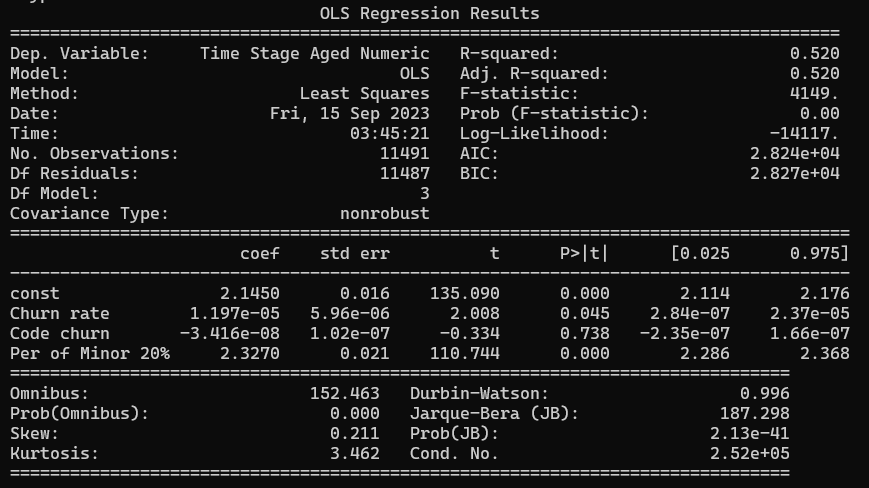 OLS Regression Results
==============================================================================
Dep. Variable:     Time Stage Aged Numeric   R-squared:                       0.520
Model:                                 OLS   Adj. R-squared:                  0.520
Method:                      Least Squares   F-statistic:                     4149.
Date:                     Fri, 15 Sep 2023   Prob (F-statistic):               0.00
Time:                             03:45:21   Log-Likelihood:                -14117.
No. Observations:                    11491   AIC:                         2.824e+04
Df Residuals:                        11487   BIC:                         2.827e+04
Df Model:                                3
Covariance Type:                 nonrobust
====================================================================================
                       coef    std err          t      P>|t|      [0.025      0.975]
------------------------------------------------------------------------------------
const                2.1450      0.016    135.090      0.000       2.114       2.176
Churn rate        1.197e-05   5.96e-06      2.008      0.045    2.84e-07    2.37e-05
Code churn       -3.416e-08   1.02e-07     -0.334      0.738   -2.35e-07    1.66e-07
Per of Minor 20%     2.3270      0.021    110.744      0.000       2.286       2.368
==============================================================================
Omnibus:                      152.463   Durbin-Watson:                   0.996
Prob(Omnibus):                  0.000   Jarque-Bera (JB):              187.298
Skew:                           0.211   Prob(JB):                     2.13e-41
Kurtosis:                       3.462   Cond. No.                     2.52e+05
==============================================================================